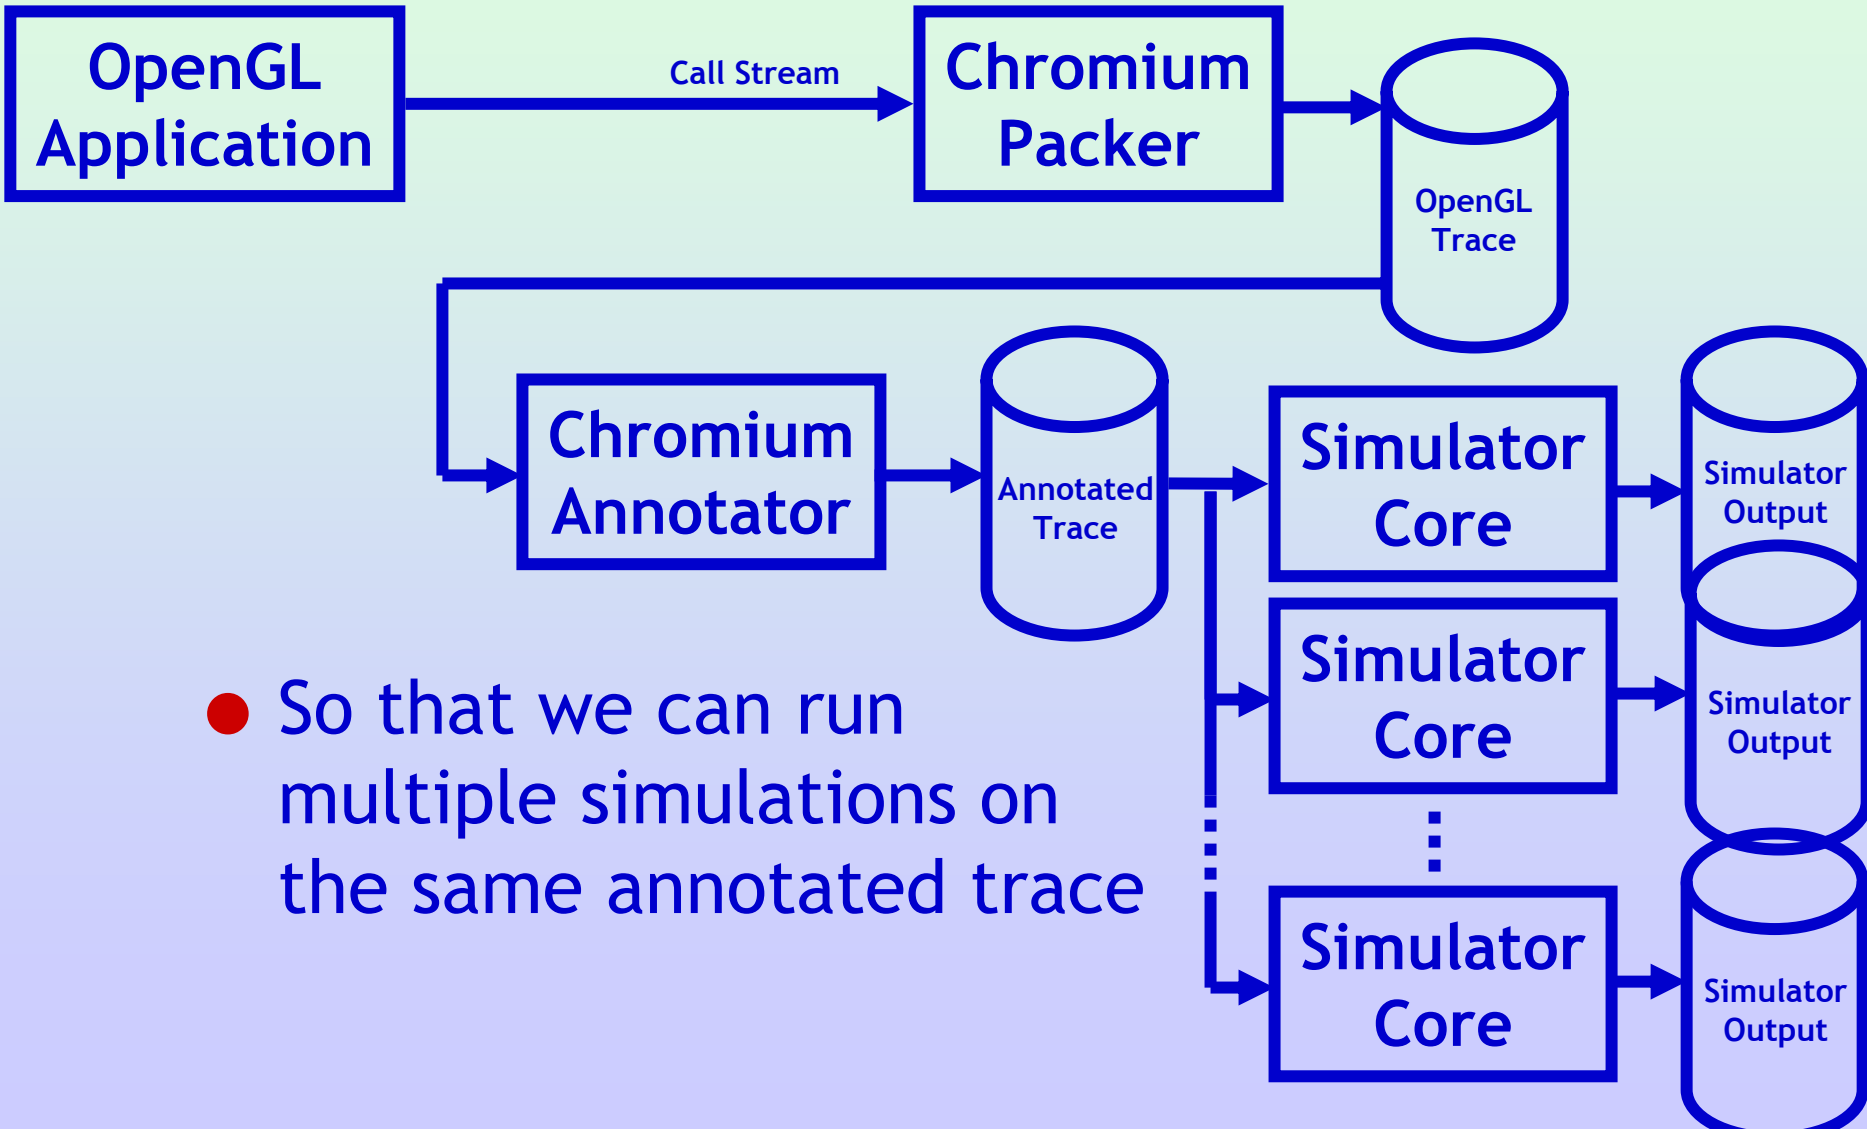 OpenGL
Application
Call Stream
Chromium
Packer
OpenGL
Trace
Chromium
Annotator
Annotated
Trace
Simulator
Core
Simulator
Output
Simulator
Core
Simulator
Output
So that we can run
multiple simulations on
the same annotated trace
Simulator
Core
Simulator
Output